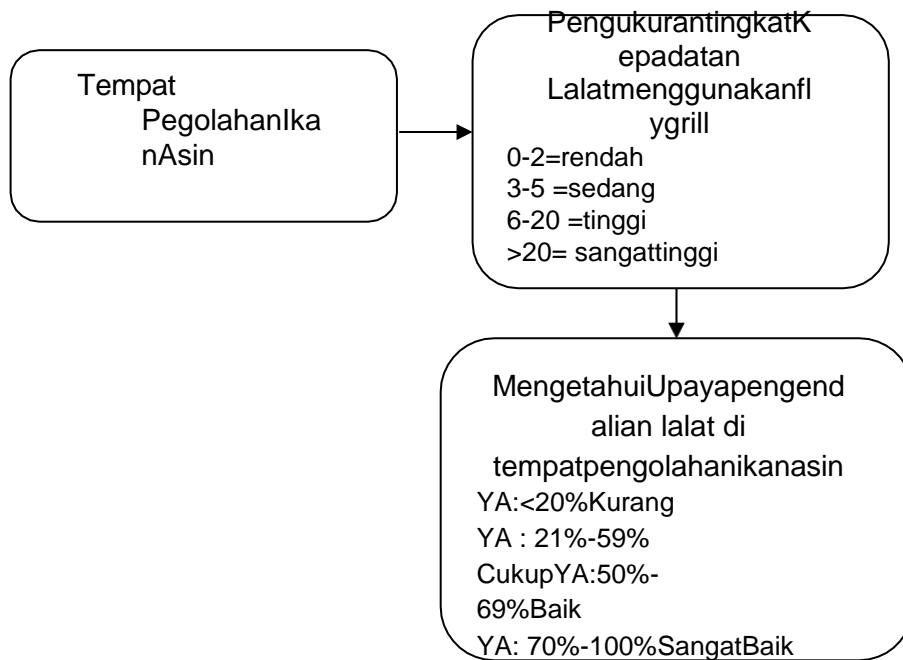 Tempat
PegolahanIka
nAsin
PengukurantingkatK
epadatan
Lalatmenggunakanfl
ygrill
0-2=rendah
3-5 =sedang
6-20 =tinggi
>20= sangattinggi
MengetahuiUpayapengend
alian lalat di
tempatpengolahanikanasin
YA:<20%Kurang
YA : 21%-59%
CukupYA:50%-
69%Baik
YA: 70%-100%SangatBaik